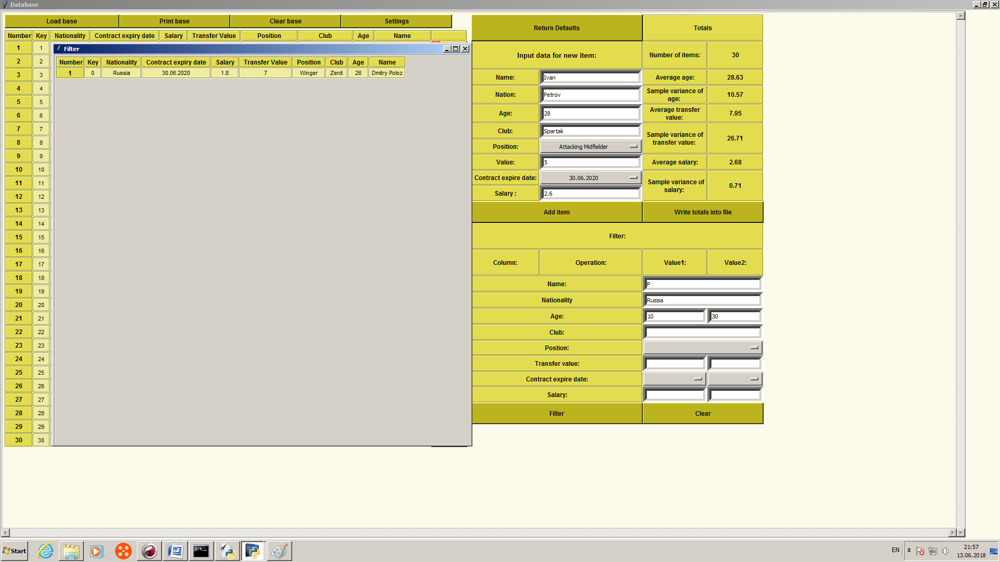 Database
Load base Print base Clear base Settings
Number Key Nationality Contract expiry date Salary Transfer Value Position Club Age Name
1 1
2 2
3 3
4 4
5 5
6 6
7 7
8 8
9 9
10 10
11 11
12 12
13 13
14 14
15 15
16 16
17 17
18 18
19 19
20 20
21 21
22 22
23 23
24 24
25 25
26 26
27 27
28 28
29 29
30 30
Filter
Number Key Nationality Contract expiry date Salary Transfer Value Position Club Age Name
1 0 Russia 30.06.2020 1.8 7 Winger Zenit 26 Dmitry Poloz
Return Defaults
Input data for new item:
Name: Ivan
Nation: Petrov
Age: 28
Club: Spartak
Position: Attacking Midfielder
Value: 5
Contract expire date: 30.06.2020
Salary : 2.6
Add item
Totals
Number of items: 30
Average age: 28.63
Sample variance of
age: 10.57
Average transfer
value: 7.95
Sample variance of
transfer value: 26.71
Average salary: 2.68
Sample variance of
salary: 0.71
Write totals into file
Filter:
Column: Operation: Value1: Value2:
Name: P
Nationality Russia
Age: 10 30
Club:
Postion:
Transfer value:
Contract expire date:
Salary:
Filter Clear
Start
C:\_
W
EN
21:57
13.06.2018